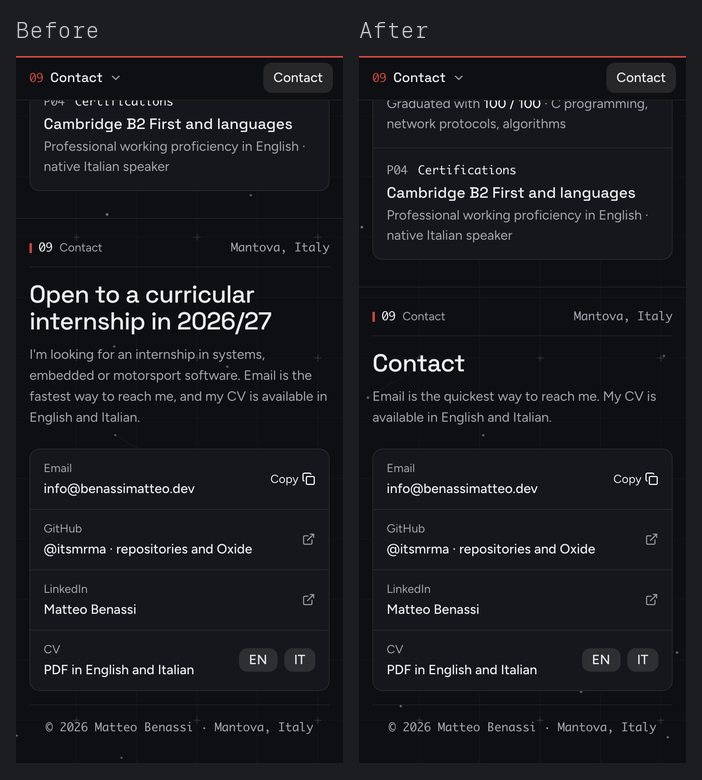 Before
09 Contact
Contact
P04 Certifications
Cambridge B2 First and languages
Professional working proficiency in English ·
native Italian speaker
09 Contact
Mantova, Italy
Open to a curricular
internship in 2026/27
I'm looking for an internship in systems,
embedded or motorsport software. Email is the
fastest way to reach me, and my CV is available in
English and Italian.
Email
info@benassimatteo.dev
Copy
GitHub
@itsmrma · repositories and Oxide
LinkedIn
Matteo Benassi
CV
PDF in English and Italian
EN
IT
© 2026 Matteo Benassi · Mantova, Italy
After
09 Contact
Contact
Graduated with 100 / 100 · C programming,
network protocols, algorithms
P04 Certifications
Cambridge B2 First and languages
Professional working proficiency in English ·
native Italian speaker
09 Contact
Mantova, Italy
Contact
Email is the quickest way to reach me. My CV is
available in English and Italian.
Email
info@benassimatteo.dev
Copy
GitHub
@itsmrma · repositories and Oxide
LinkedIn
Matteo Benassi
CV
PDF in English and Italian
EN
IT
© 2026 Matteo Benassi · Mantova, Italy